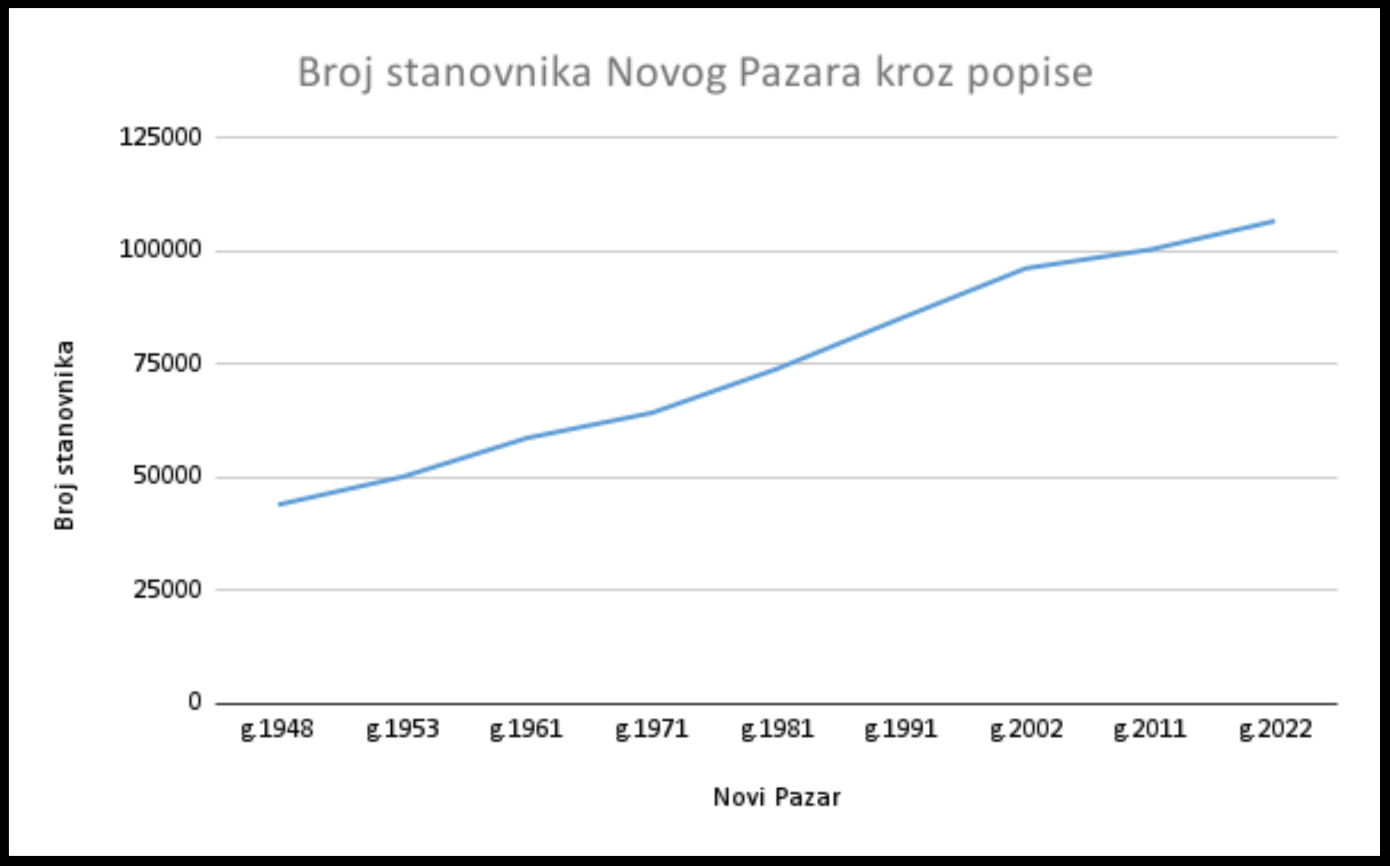 Broj stanovnika Novog Pazara kroz popise
125000
100000
75000
50000
25000
0
Broj stanovnika
g.1948 g.1953 g.1961 g.1971 g.1981 g.1991 g.2002 g.2011 g.2022
Novi Pazar